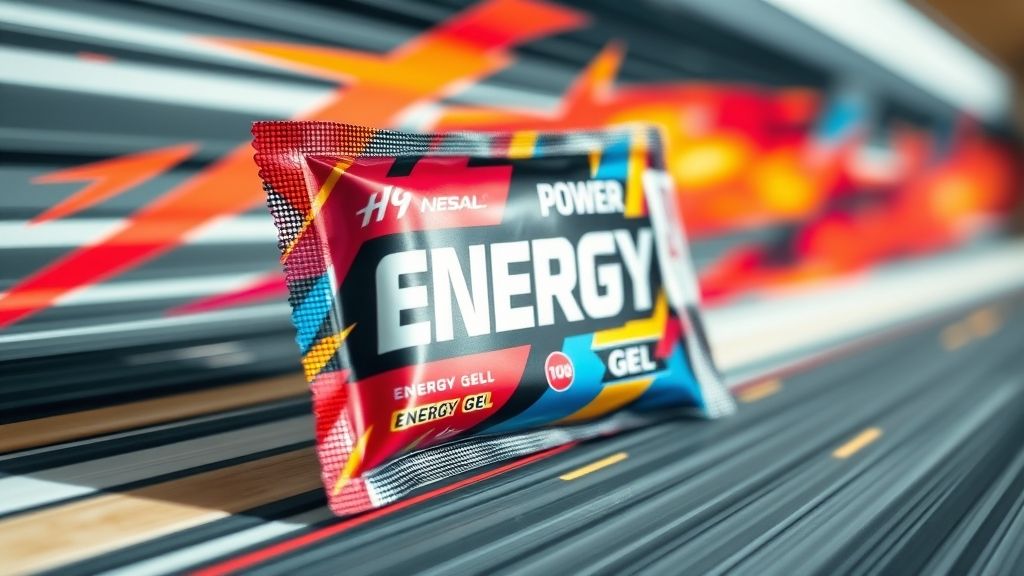 H9 NESAL
POWER
ENERGY
GEL
100
ENERGY GELL
ENERGY GEL